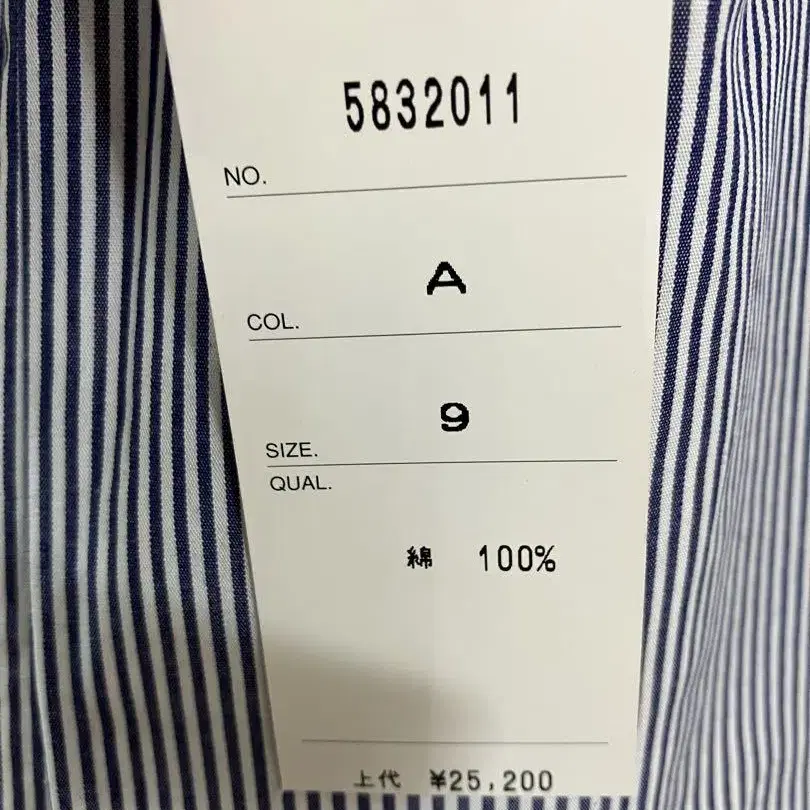 5832011
NO.
A
COL.
9
SIZE.
QUAL.
綿 100%
上代 ¥25,200